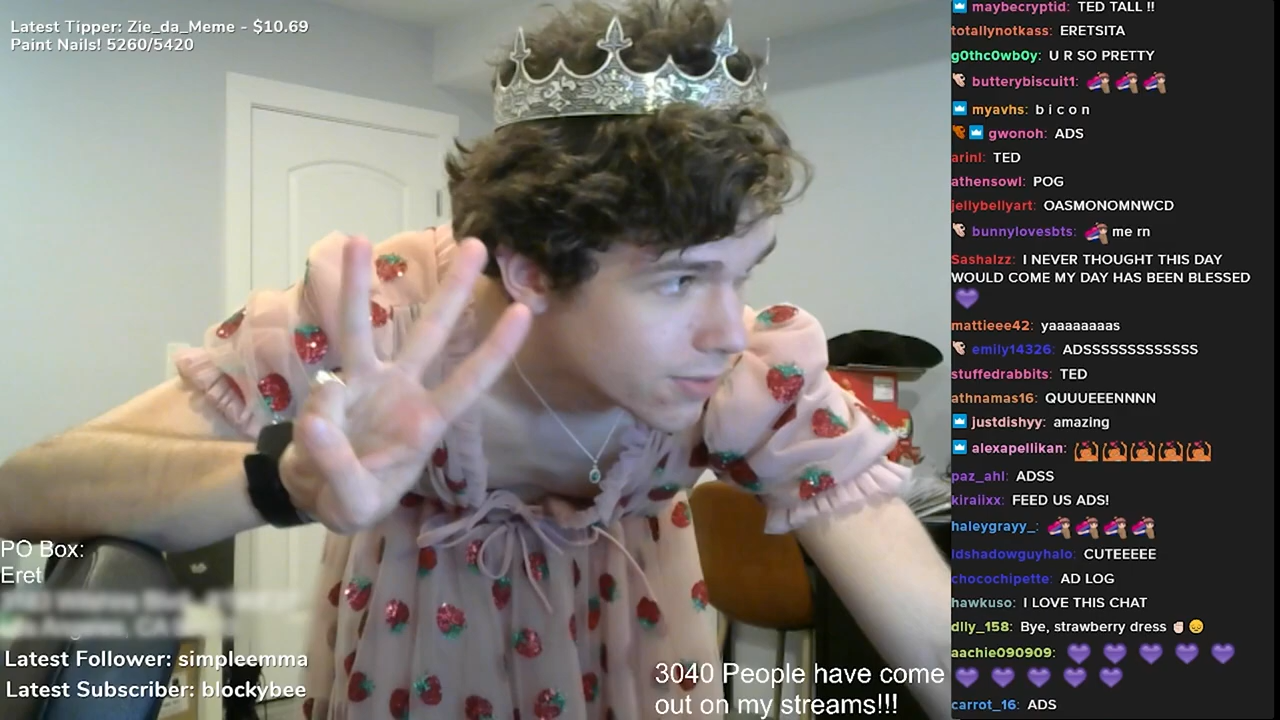 Latest Tipper: Zie_da_Meme - $10.69
Paint Nails! 5260/5420
PO Box:
Eret
Latest Follower: simpleemma
Latest Subscriber: blockybee
3040 People have come
out on my streams!!!
maybecryptid: TED TALL !!
totallynotkass: ERETSITA
g0thc0wb0y: U R SO PRETTY
butterybiscuit1:
myavhs: b i c o n
gwonoh: ADS
arinl: TED
athensowl: POG
jellybellyart: OASMONOMNWCD
bunnylovesbts: me rn
Sashalzz: I NEVER THOUGHT THIS DAY
WOULD COME MY DAY HAS BEEN BLESSED
💜
mattieee42: yaaaaaaas
emily14326: ADSSSSSSSSSSSSS
stuffedrabbits: TED
athnamas16: QUUUEEENNNN
justdishyy: amazing
alexapellikan:
paz_ahl: ADSS
kiraiixx: FEED US ADS!
haleygrayy_:
ldshadowguyhalo: CUTEEEEE
chocochipette: AD LOG
hawkuso: I LOVE THIS CHAT
dlly_158: Bye, strawberry dress ✊🏻😞
aachie090909: 💜 💜 💜 💜 💜
💜 💜 💜 💜 💜
carrot_16: ADS